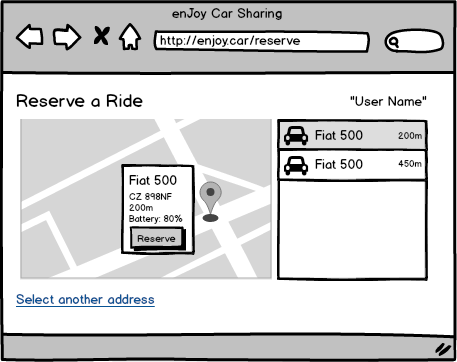 enJoy Car Sharing
http://enjoy.car/reserve
Reserve a Ride
"User Name"
Fiat 500
CZ 898NF
200m
Battery: 80%
Reserve
Fiat 500 200m
Fiat 500 450m
Select another address